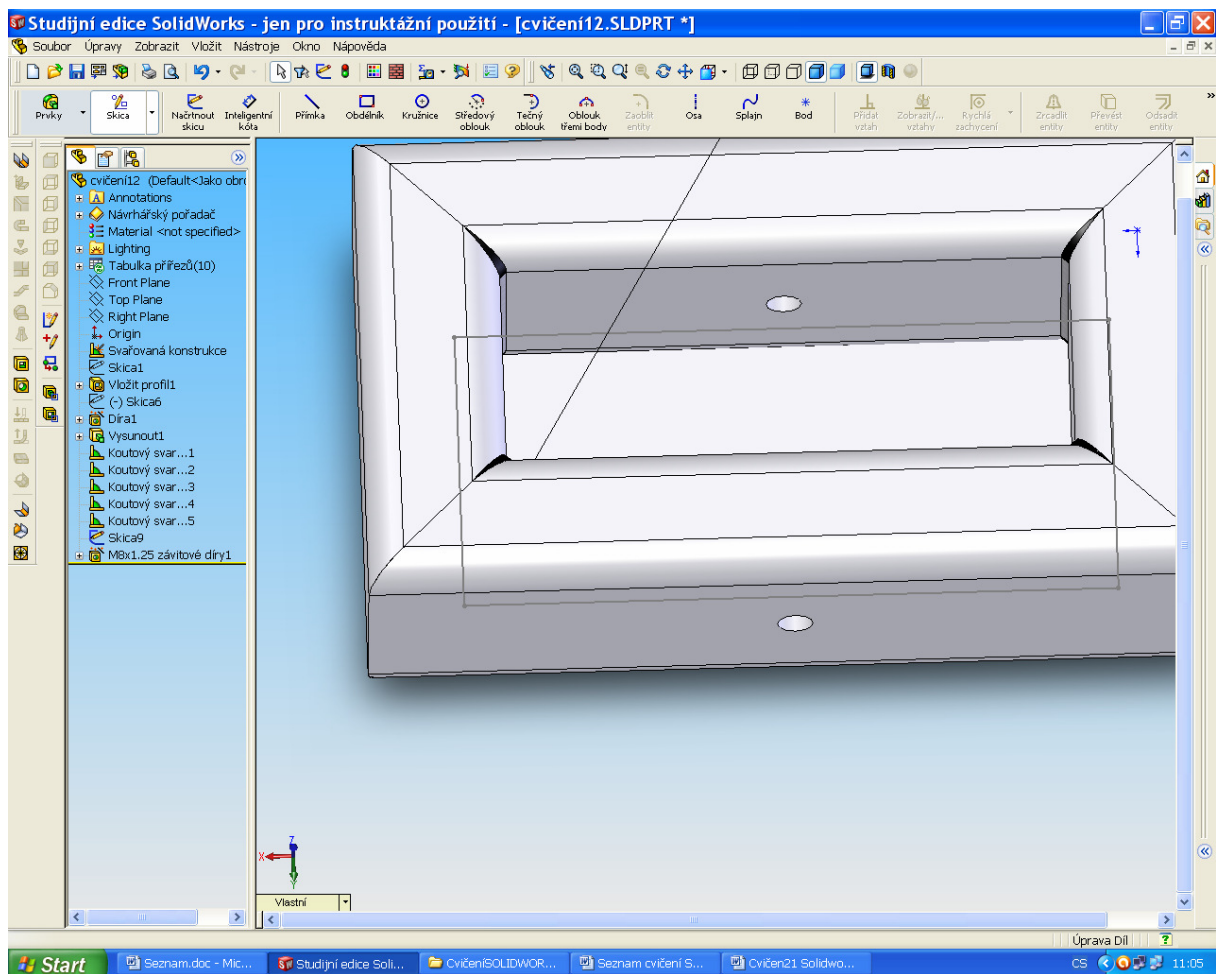 Studijní edice SolidWorks - jen pro instruktážní použití - [cvičení12.SLDPRT *]
Soubor Úpravy Zobrazit Vložit Nástroje Okno Nápověda
Prvky
Skica
Načrtnout skicu
Inteligentní kóta
Přímka
Obdélník
Kružnice
Středový oblouk
Tečný oblouk
Oblouk třemi body
Zaoblit entity
Osa
Splajn
Bod
Přidat vztah
Zobrazit/... vztahy
Rychlá zachycení
Zrcadlit entity
Převést entity
Odsadit entity
cvičení12 (Default<Jako obro
Annotations
Návrhářský pořadač
Material <not specified>
Lighting
Tabulka přířezů(10)
Front Plane
Top Plane
Right Plane
Origin
Svařovaná konstrukce
Skica1
Vložit profil1
(-) Skica6
Díra1
Vysunout1
Koutový svar...1
Koutový svar...2
Koutový svar...3
Koutový svar...4
Koutový svar...5
Skica9
M8x1.25 závitové díry1
Z
X
Y
Vlastní
Úprava Díl
Start
Seznam.doc - Mic...
Studijní edice Soli...
CvičeníSOLIDWOR...
Seznam cvičení S...
Cvičen21 Solidwo...
CS
11:05